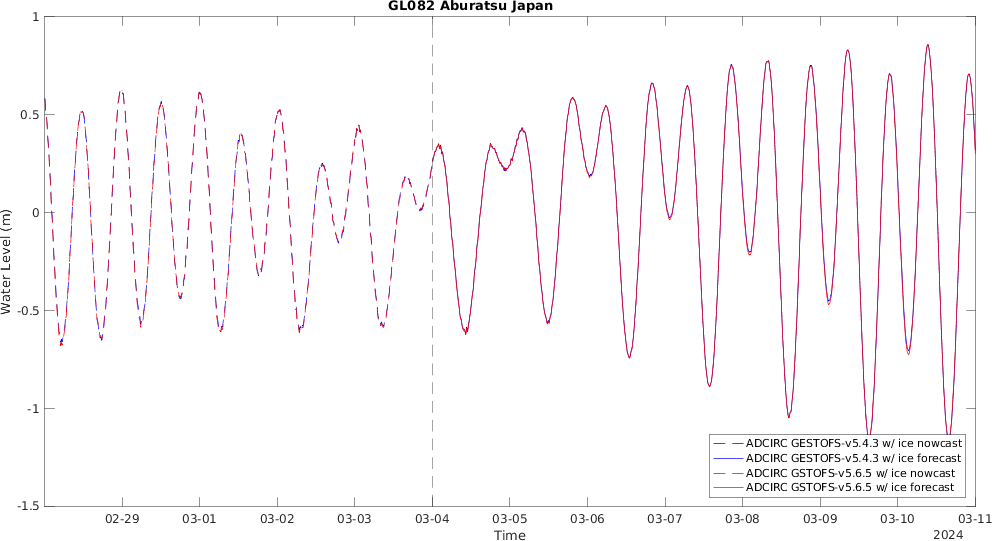 GL082 Aburatsu Japan
1
0.5
0
-0.5
-1
-1.5
Water Level (m)
02-29 03-01 03-02 03-03 03-04 03-05 03-06 03-07 03-08 03-09 03-10 03-11
Time
2024
ADCIRC GESTOFS-v5.4.3 w/ ice nowcast
ADCIRC GESTOFS-v5.4.3 w/ ice forecast
ADCIRC GSTOFS-v5.6.5 w/ ice nowcast
ADCIRC GSTOFS-v5.6.5 w/ ice forecast